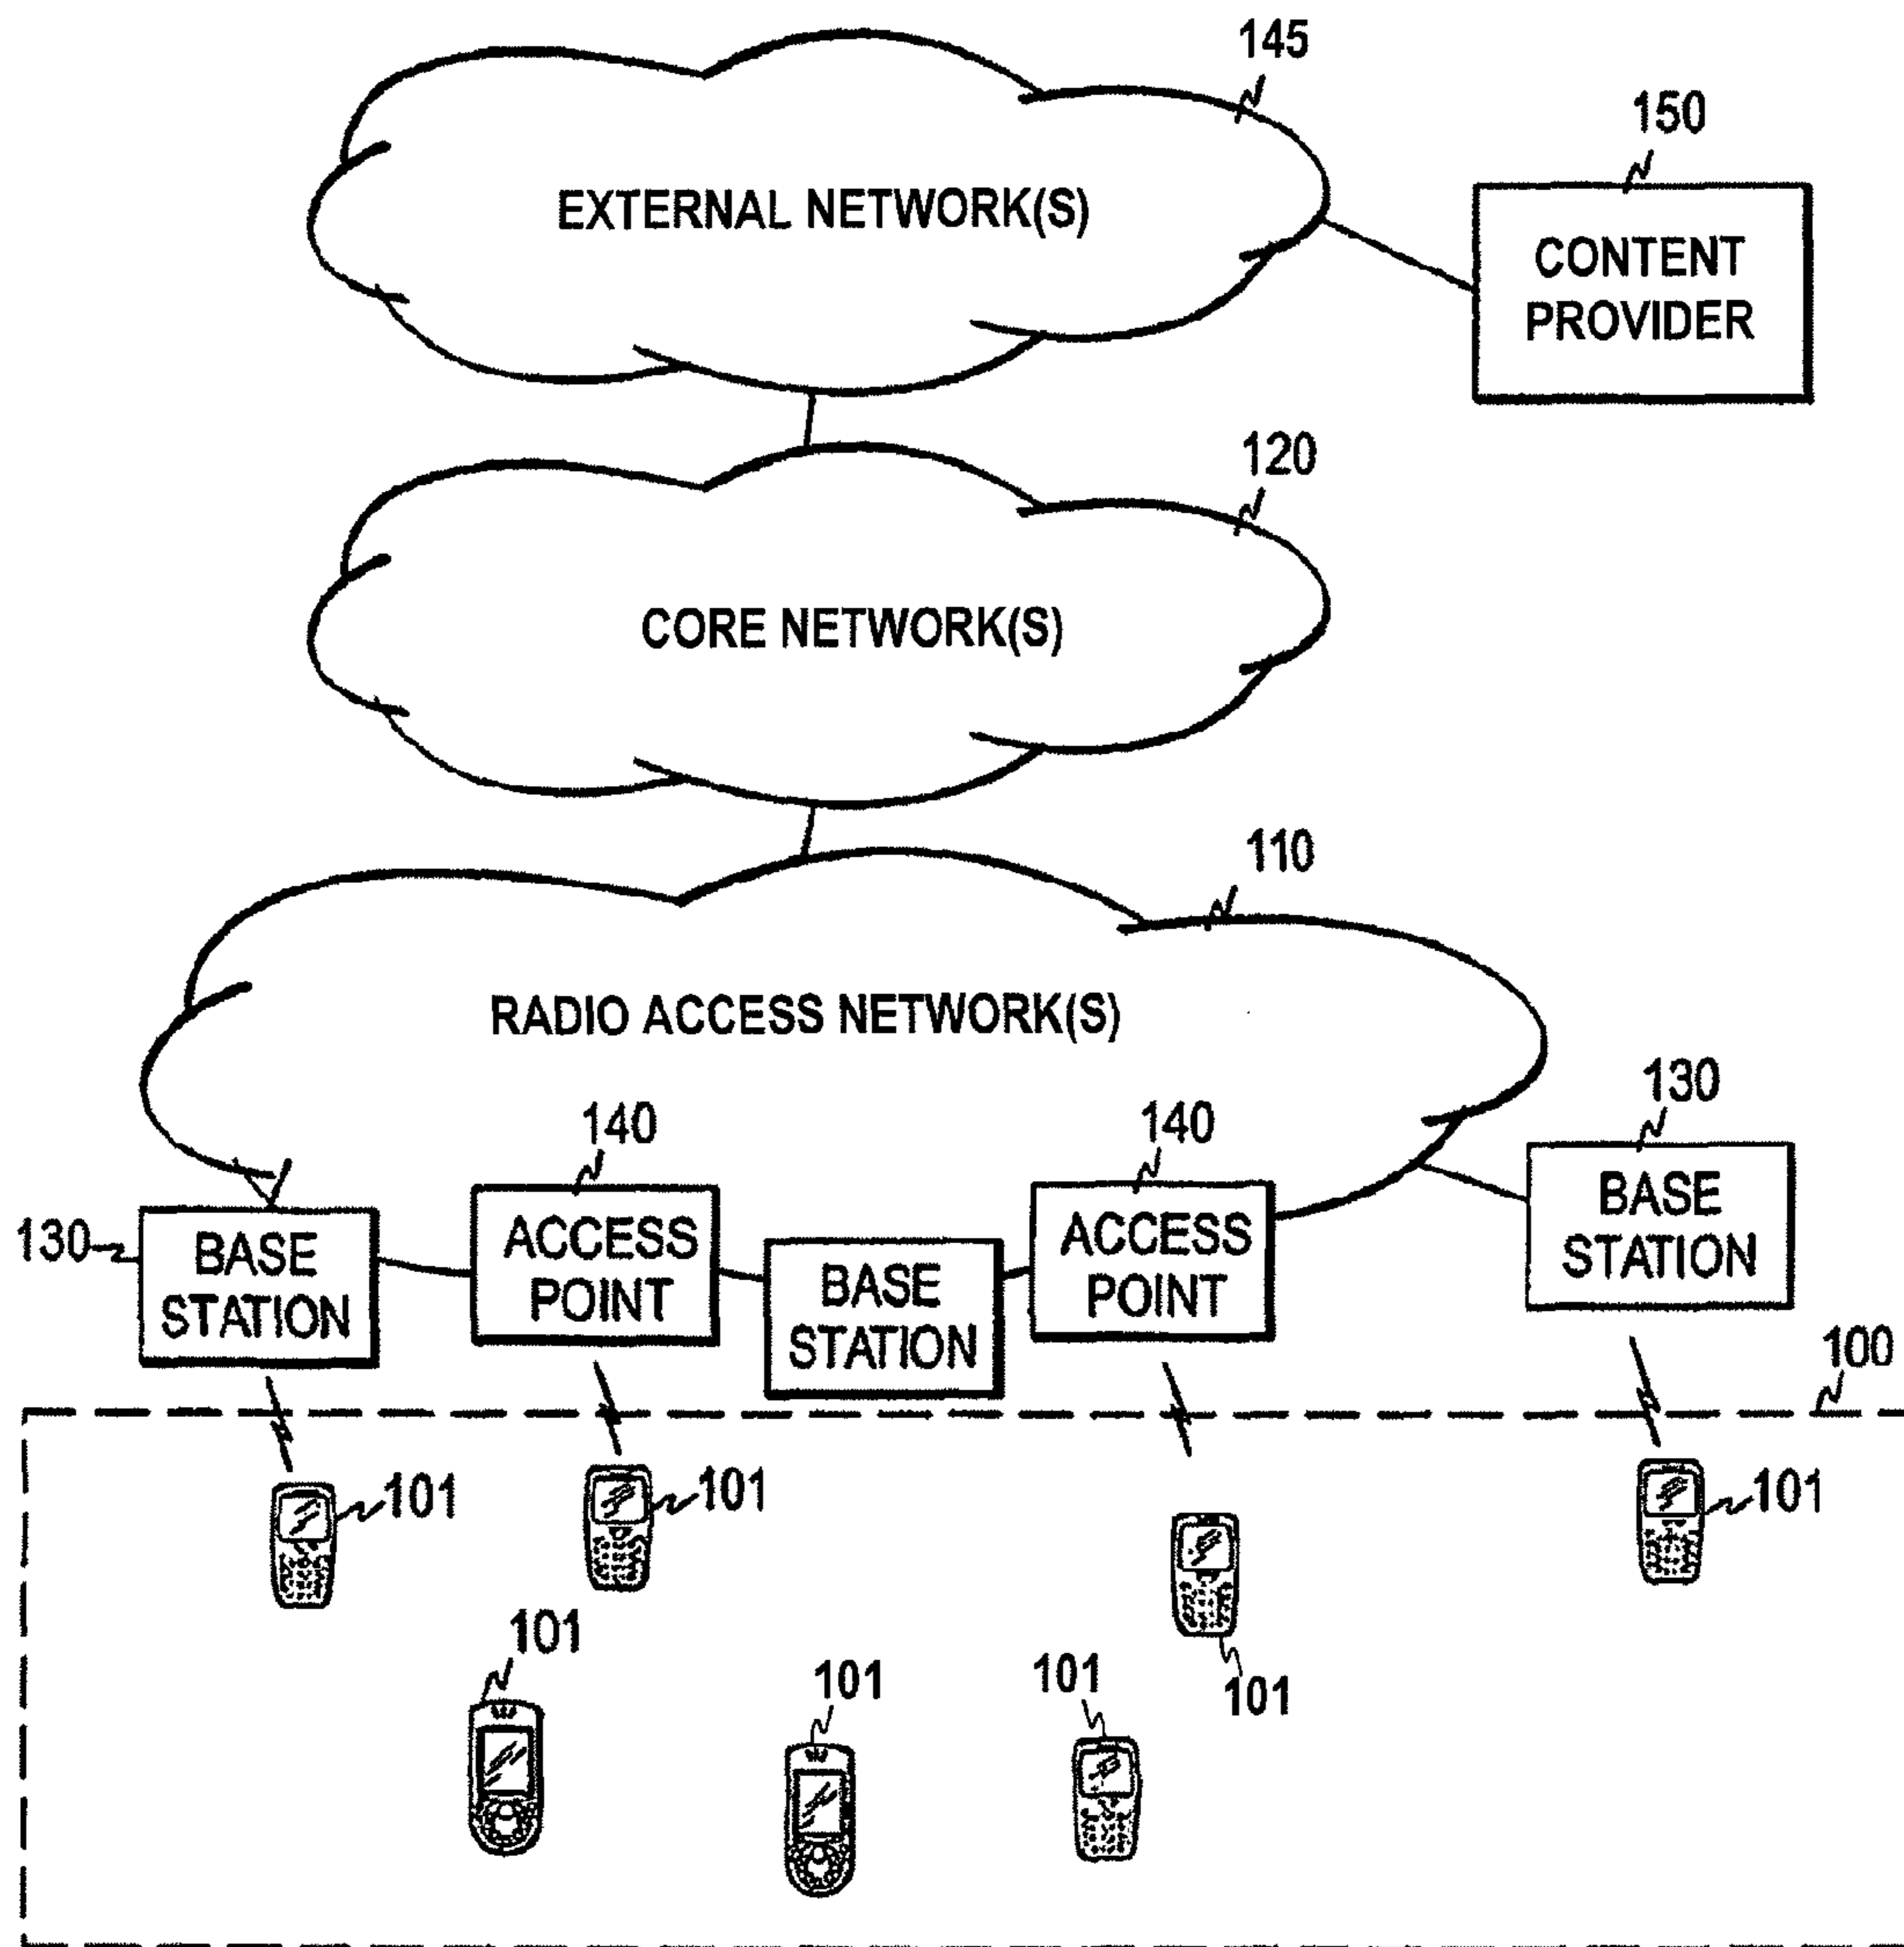 145
150
EXTERNAL NETWORK(S)
CONTENT
PROVIDER
120
CORE NETWORK(S)
110
RADIO ACCESS NETWORK(S)
130
140
140
BASE
STATION
130
BASE
STATION
ACCESS
POINT
BASE
STATION
ACCESS
POINT
100
101
101
101
101
101
101
101